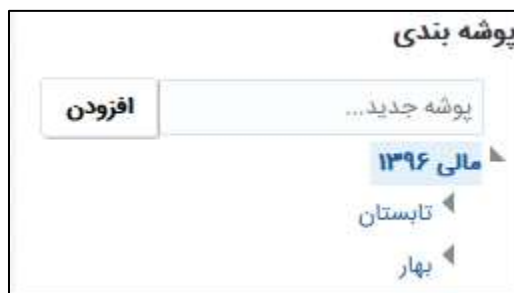 پوشه بندی
پوشه جدید...
افزودن
مالی ۱۳۹۶
تابستان
بهار